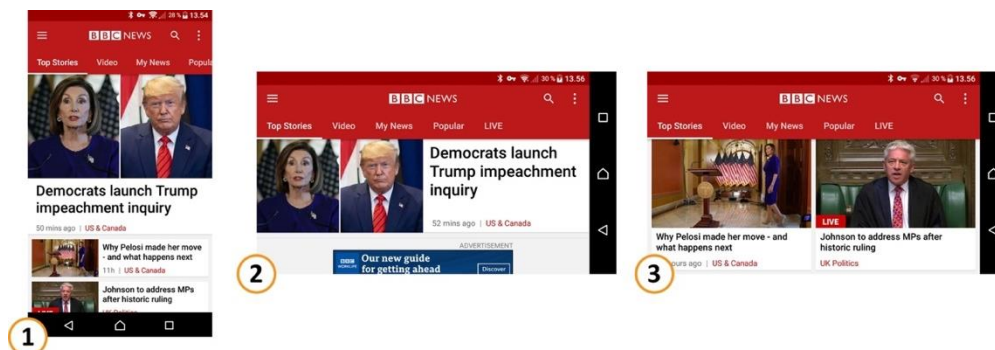 28 % 13.54
BBC NEWS
Top Stories Video My News Popula
Democrats launch Trump
impeachment inquiry
50 mins ago | US & Canada
Why Pelosi made her move
- and what happens next
11h | US & Canada
Johnson to address MPs
after historic ruling
LIVE
UK Politics
1
30 % 13.56
BBC NEWS
Top Stories Video My News Popular LIVE
Democrats launch
Trump impeachment
inquiry
52 mins ago | US & Canada
ADVERTISEMENT
Our new guide
for getting ahead
Discover
2
30 % 13.56
BBC NEWS
Top Stories Video My News Popular LIVE
LIVE
Why Pelosi made her move - and
what happens next
ours ago | US & Canada
Johnson to address MPs after
historic ruling
UK Politics
3